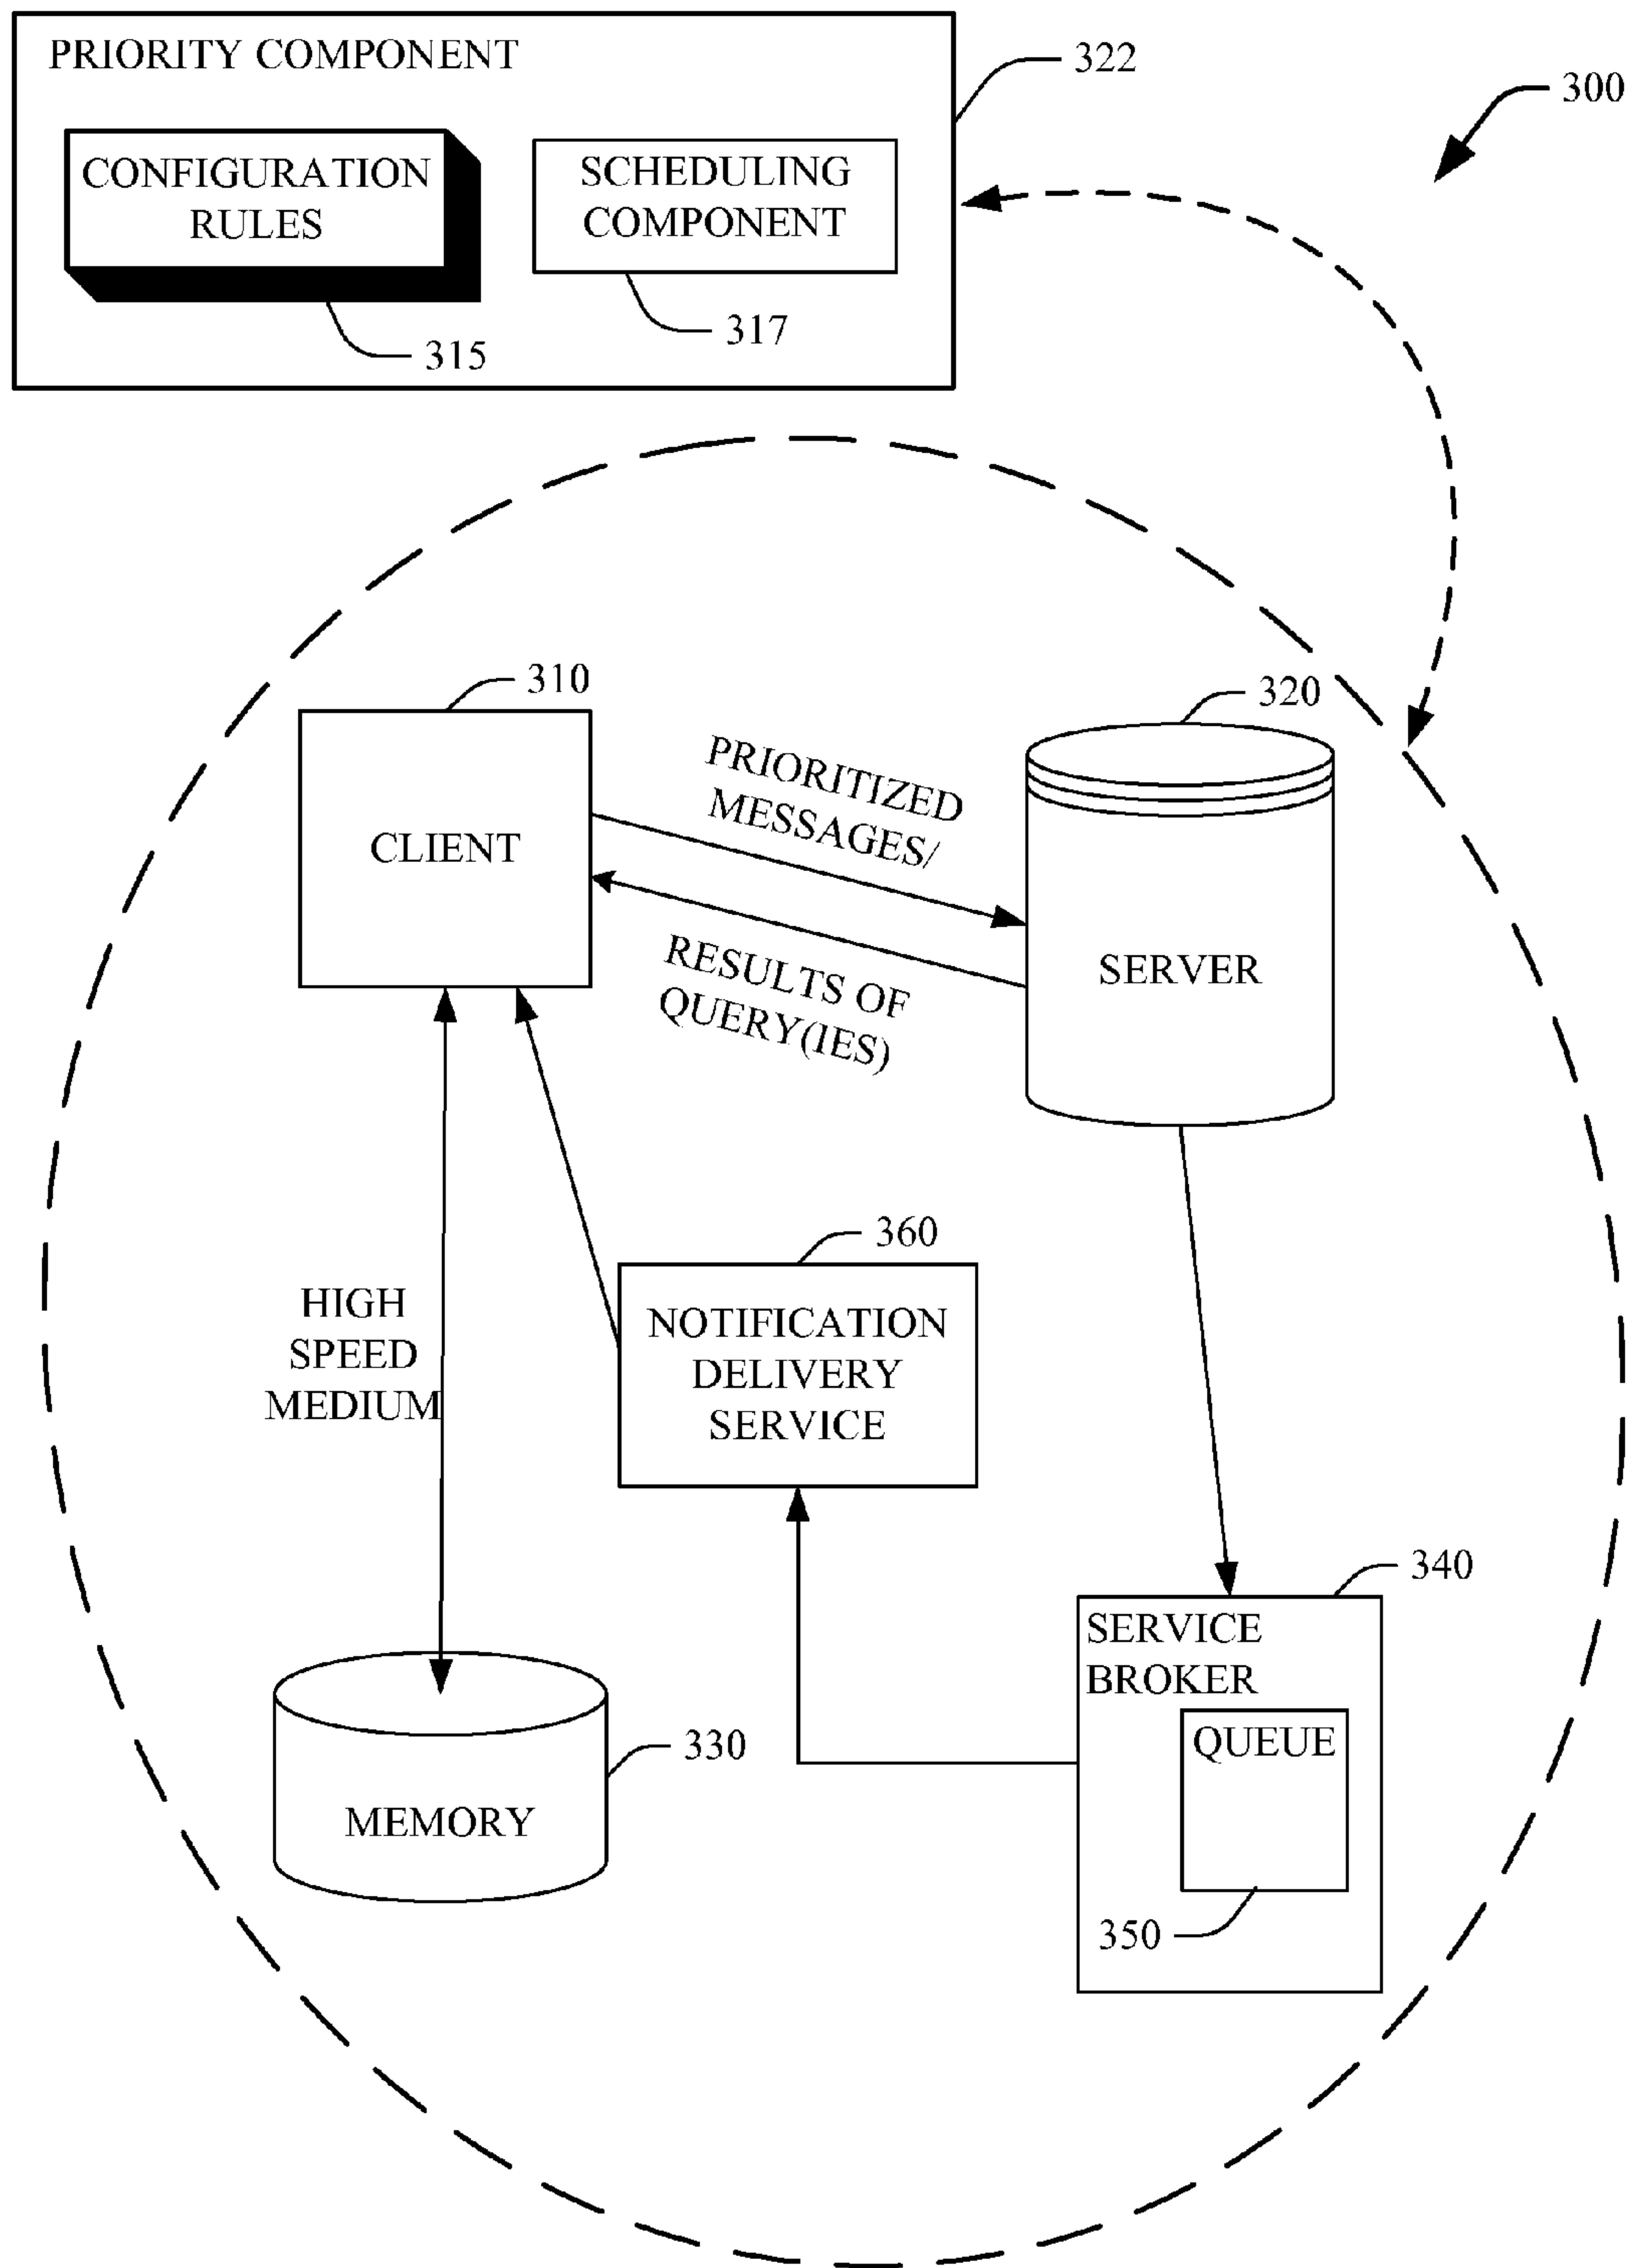 PRIORITY COMPONENT
322
300
CONFIGURATION
RULES
SCHEDULING
COMPONENT
315
317
310
320
CLIENT
PRIORITIZED
MESSAGES/
RESULTS OF
QUERY(IES)
SERVER
360
HIGH
SPEED
MEDIUM
NOTIFICATION
DELIVERY
SERVICE
340
SERVICE
BROKER
QUEUE
330
MEMORY
350